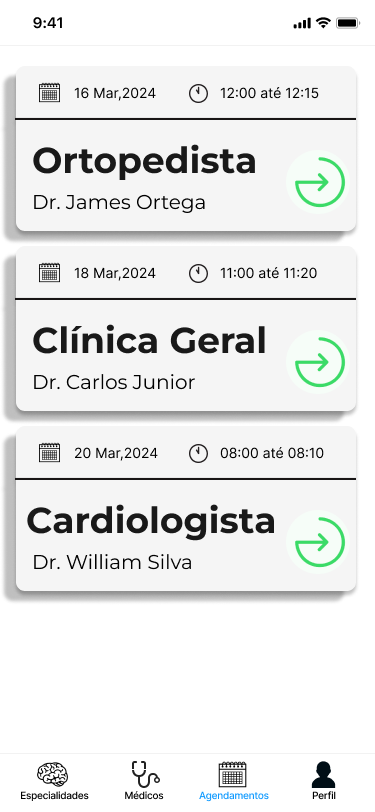 9:41
16 Mar,2024 12:00 até 12:15
Ortopedista
Dr. James Ortega
18 Mar,2024 11:00 até 11:20
Clínica Geral
Dr. Carlos Junior
20 Mar,2024 08:00 até 08:10
Cardiologista
Dr. William Silva
Especialidades Médicos Agendamentos Perfil